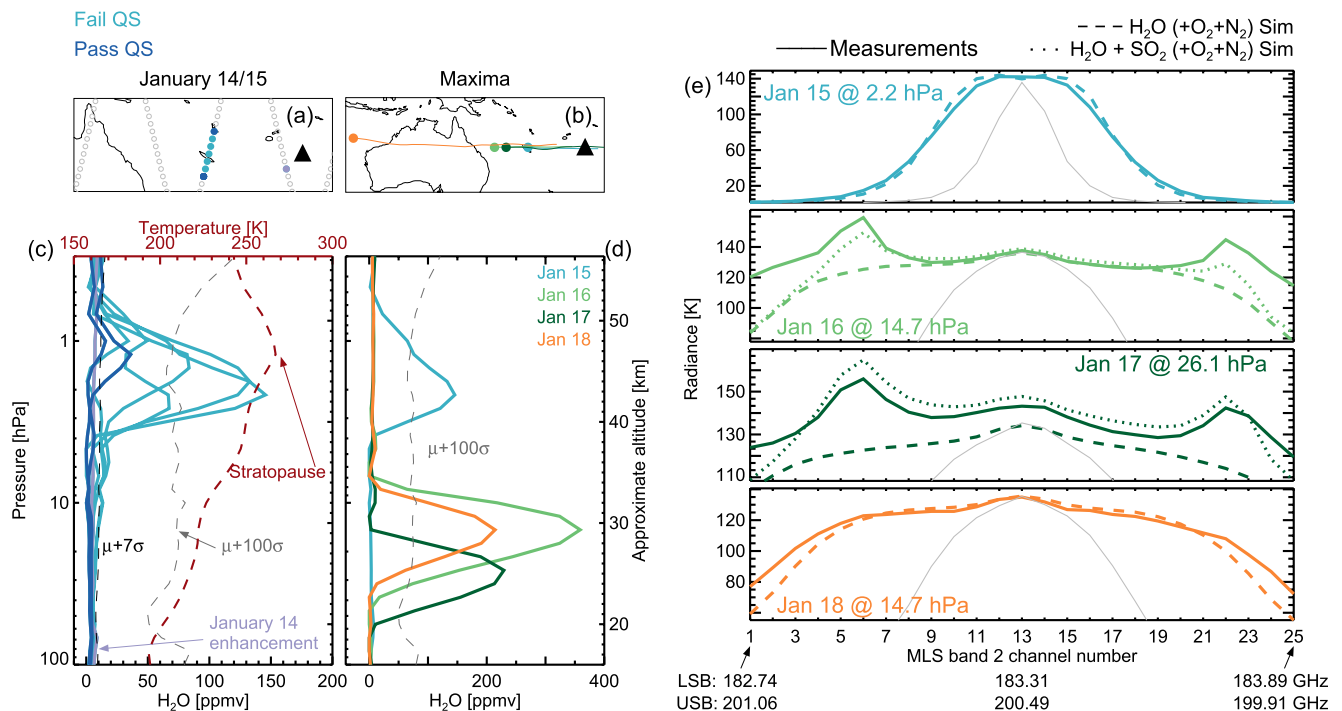 Fail QS
Pass QS
January 14/15
Maxima
(a)
(b)
Temperature [K]
150 200 250 300
(c)
(d)
Pressure [hPa]
1
10
100
Stratopause
μ+7σ
μ+100σ
January 14
enhancement
0 50 100 150 200
H₂O [ppmv]
Jan 15
Jan 16
Jan 17
Jan 18
μ+100σ
50
40
30
20
Approximate altitude [km]
0 200 400
H₂O [ppmv]
Measurements
H₂O (+O₂+N₂) Sim
H₂O + SO₂ (+O₂+N₂) Sim
(e)
Radiance [K]
140
100
60
20
Jan 15 @ 2.2 hPa
140
120
100
Jan 16 @ 14.7 hPa
150
130
110
Jan 17 @ 26.1 hPa
120
100
80
Jan 18 @ 14.7 hPa
1 3 5 7 9 11 13 15 17 19 21 23 25
MLS band 2 channel number
LSB: 182.74 183.31 183.89 GHz
USB: 201.06 200.49 199.91 GHz